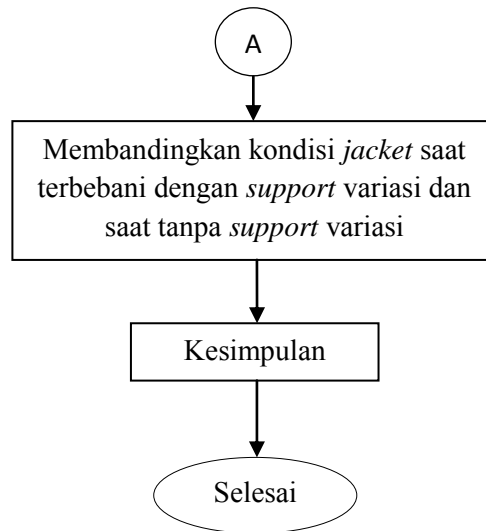 A
Membandingkan kondisi jacket saat
terbebani dengan support variasi dan
saat tanpa support variasi
Kesimpulan
Selesai